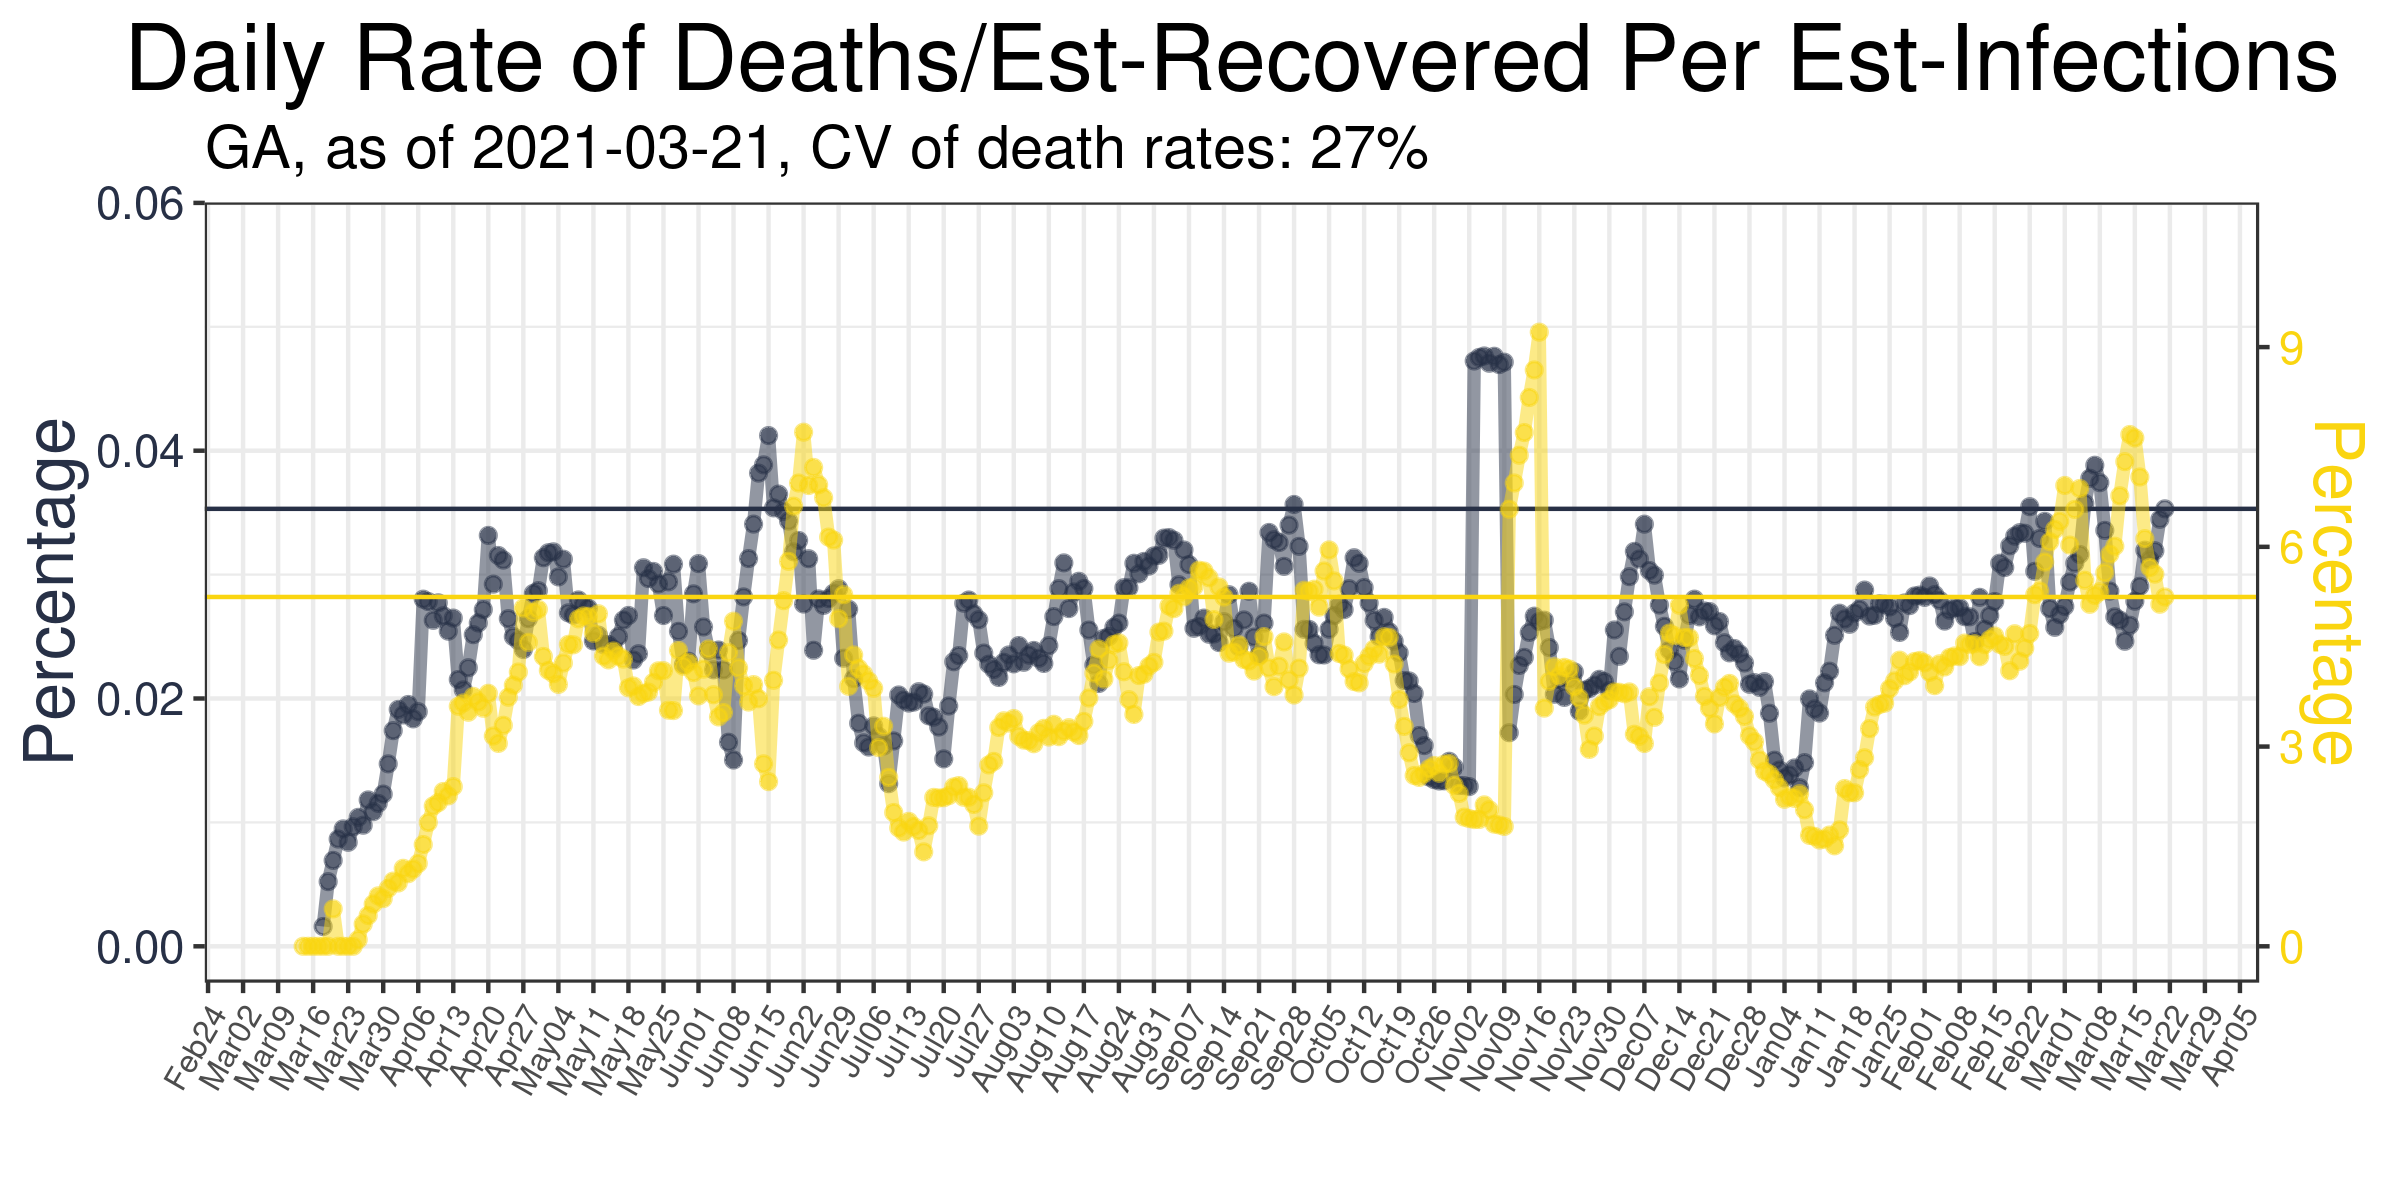 Daily Rate of Deaths/Est-Recovered Per Est-Infections
GA, as of 2021-03-21, CV of death rates: 27%
Percentage
0.06
0.04
0.02
0.00
9
6
3
0
Percentage
Feb24 Mar02 Mar09 Mar16 Mar23 Mar30 Apr06 Apr13 Apr20 Apr27 May04 May11 May18 May25 Jun01 Jun08 Jun15 Jun22 Jun29 Jul06 Jul13 Jul20 Jul27 Aug03 Aug10 Aug17 Aug24 Aug31 Sep07 Sep14 Sep21 Sep28 Oct05 Oct12 Oct19 Oct26 Nov02 Nov09 Nov16 Nov23 Nov30 Dec07 Dec14 Dec21 Dec28 Jan04 Jan11 Jan18 Jan25 Feb01 Feb08 Feb15 Feb22 Mar01 Mar08 Mar15 Mar22 Mar29 Apr05